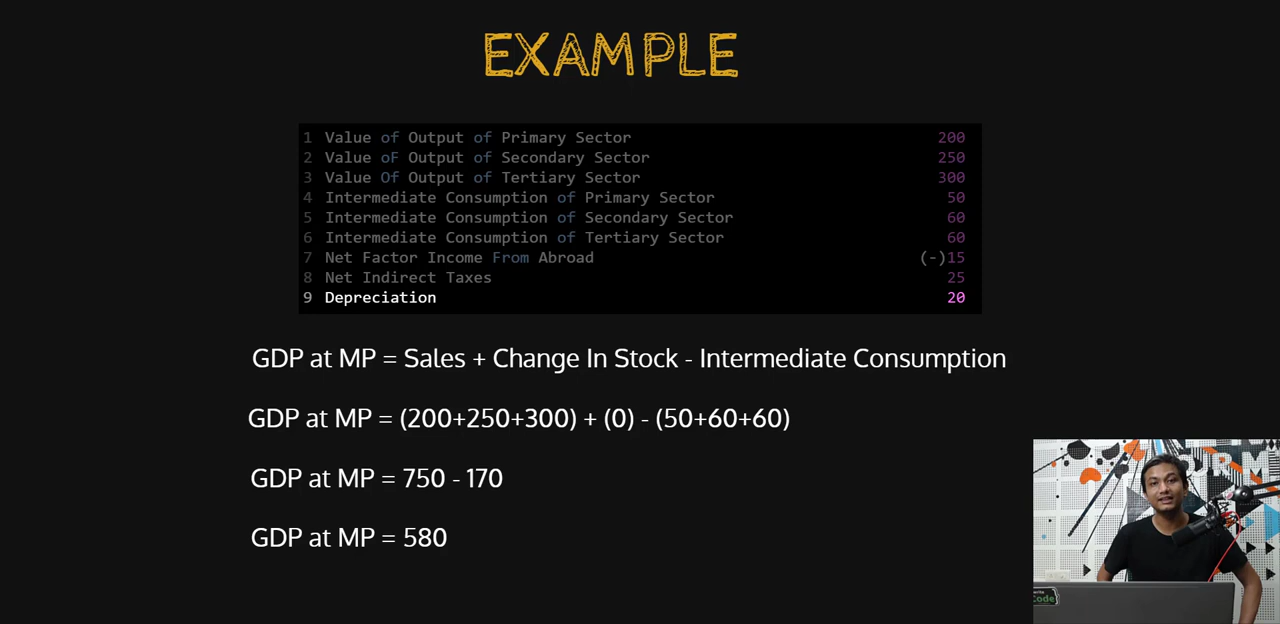 EXAMPLE
1 Value of Output of Primary Sector 200
2 Value oF Output of Secondary Sector 250
3 Value Of Output of Tertiary Sector 300
4 Intermediate Consumption of Primary Sector 50
5 Intermediate Consumption of Secondary Sector 60
6 Intermediate Consumption of Tertiary Sector 60
7 Net Factor Income From Abroad (-)15
8 Net Indirect Taxes 25
9 Depreciation 20
GDP at MP = Sales + Change In Stock - Intermediate Consumption
GDP at MP = (200+250+300) + (0) - (50+60+60)
GDP at MP = 750 - 170
GDP at MP = 580
Code